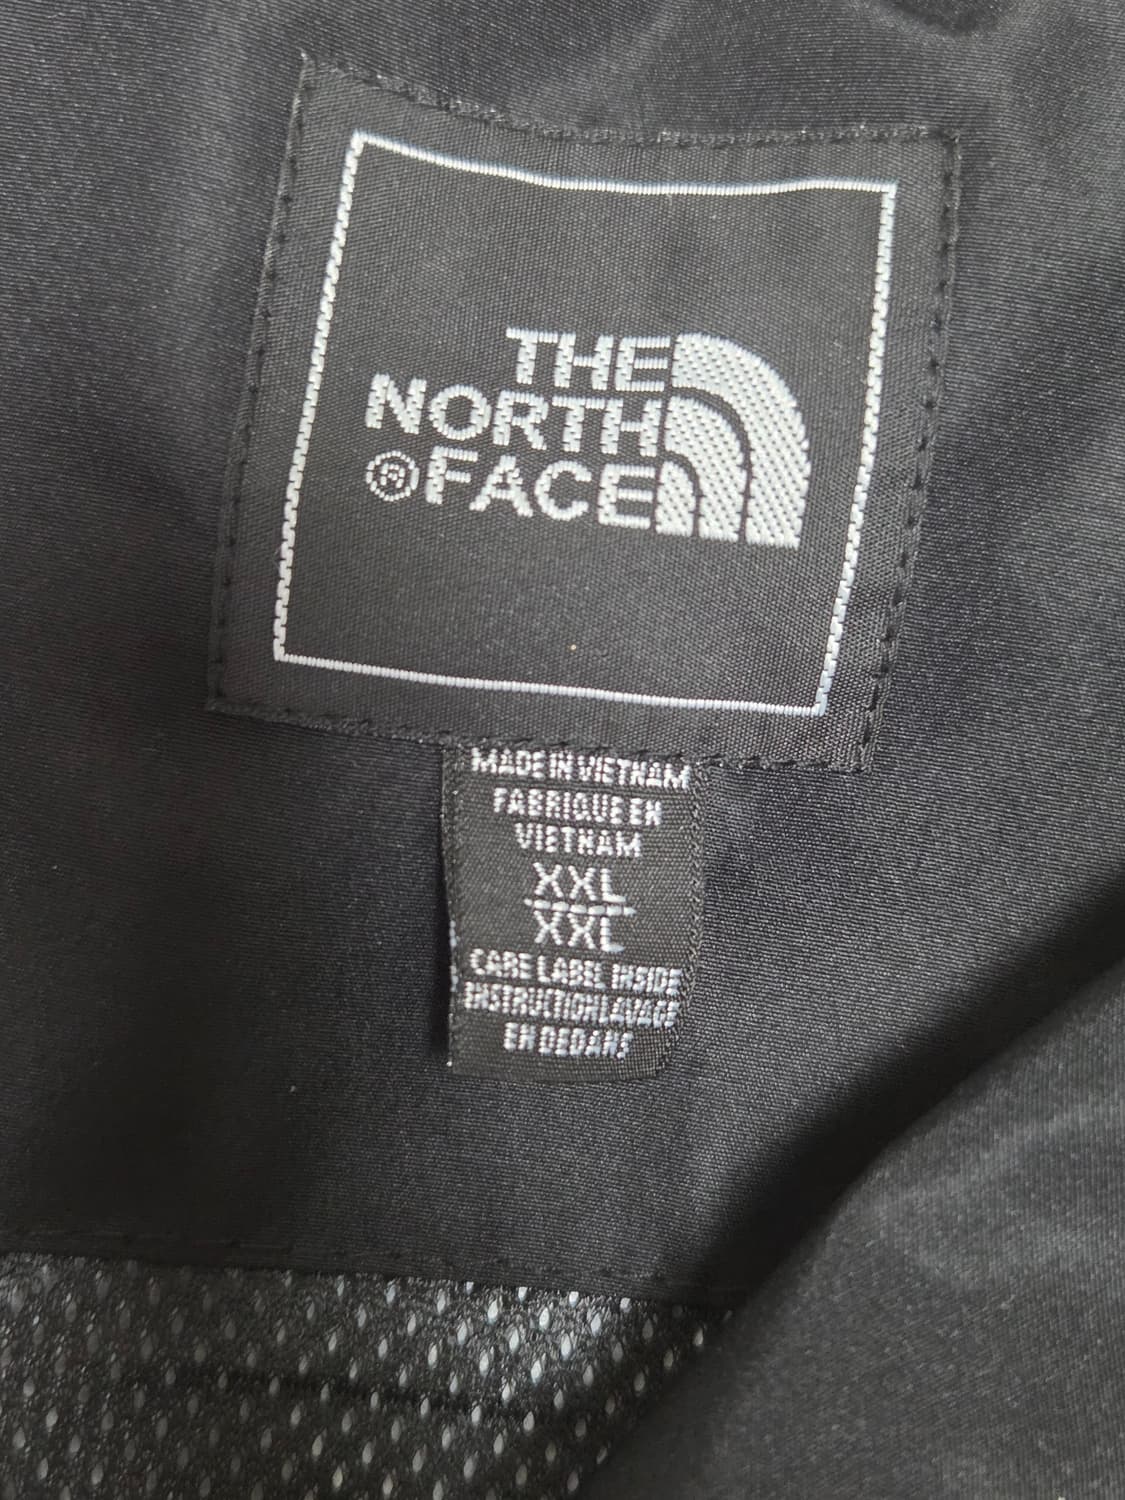 THE
NORTH
®FACE
MADE IN VIETNAM
FABRIQUE EN
VIETNAM
XXL
XXL
CARE LABEL INSIDE
INSTRUCTION LAVAGE
EN DEDANS